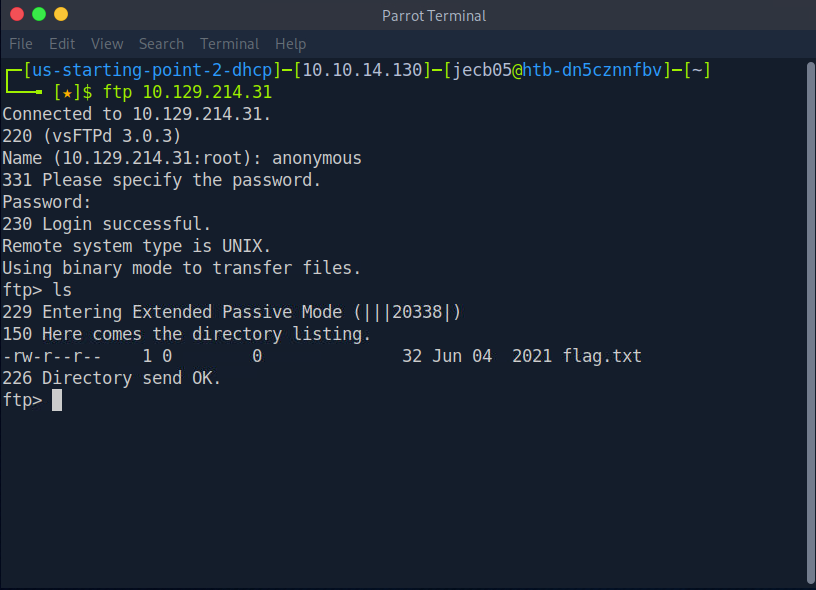 Parrot Terminal
File Edit View Search Terminal Help
┌─[us-starting-point-2-dhcp]─[10.10.14.130]─[jecb05@htb-dn5cznnfbv]─[~]
└──╼ [★]$ ftp 10.129.214.31
Connected to 10.129.214.31.
220 (vsFTPd 3.0.3)
Name (10.129.214.31:root): anonymous
331 Please specify the password.
Password:
230 Login successful.
Remote system type is UNIX.
Using binary mode to transfer files.
ftp> ls
229 Entering Extended Passive Mode (|||20338|)
150 Here comes the directory listing.
-rw-r--r--    1 0        0              32 Jun 04  2021 flag.txt
226 Directory send OK.
ftp>